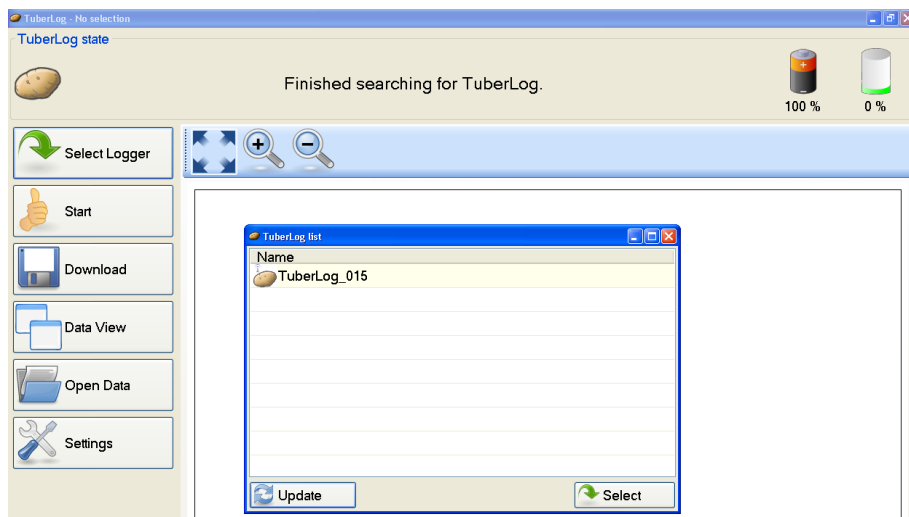 TuberLog - No selection
TuberLog state
Finished searching for TuberLog.
100 %
0 %
Select Logger
Start
Download
Data View
Open Data
Settings
TuberLog list
Name
TuberLog_015
Update
Select